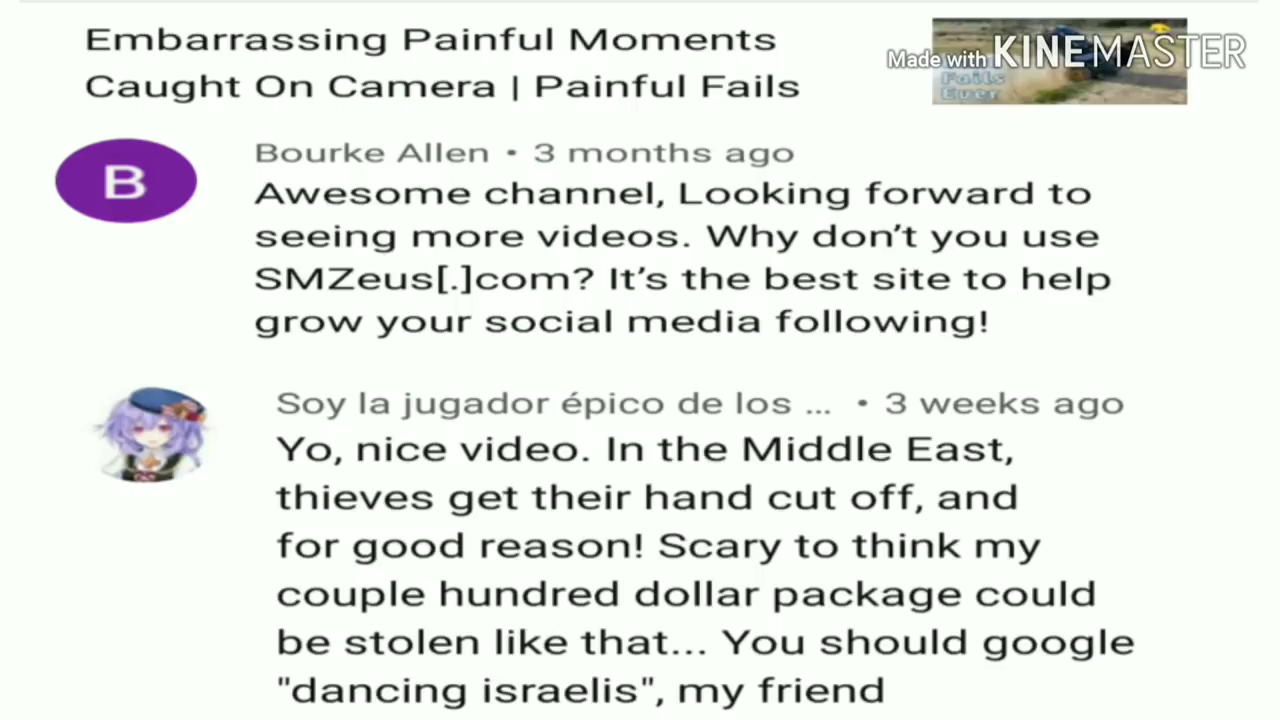 Embarrassing Painful Moments
Caught On Camera | Painful Fails
Made with KINEMASTER
Fails
Ever
B
Bourke Allen • 3 months ago
Awesome channel, Looking forward to
seeing more videos. Why don’t you use
SMZeus[.]com? It’s the best site to help
grow your social media following!
Soy la jugador épico de los ... • 3 weeks ago
Yo, nice video. In the Middle East,
thieves get their hand cut off, and
for good reason! Scary to think my
couple hundred dollar package could
be stolen like that... You should google
"dancing israelis", my friend